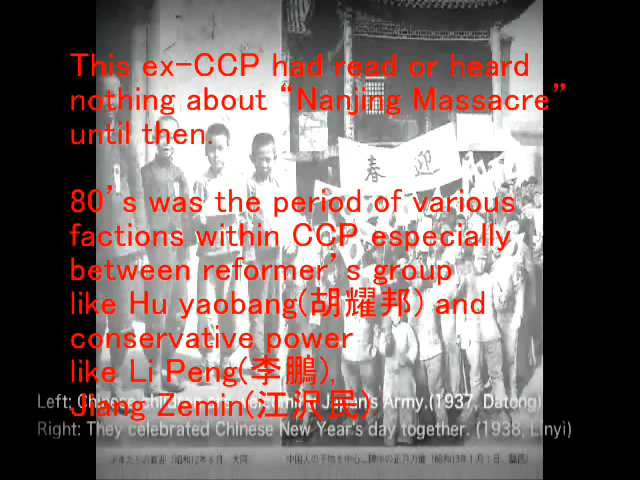 This ex-CCP had read or heard
nothing about “Nanjing Massacre”
until then.
80's was the period of various
factions within CCP especially
between reformer's group
like Hu yaobang(胡耀邦) and
conservative power
like Li Peng(李鵬),
Jiang Zemin(江沢民)
春 迎
Left: Chinese children Army.(1937, Datong)
Right: They celebrated Chinese New Year's day together. (1938, Linyi)